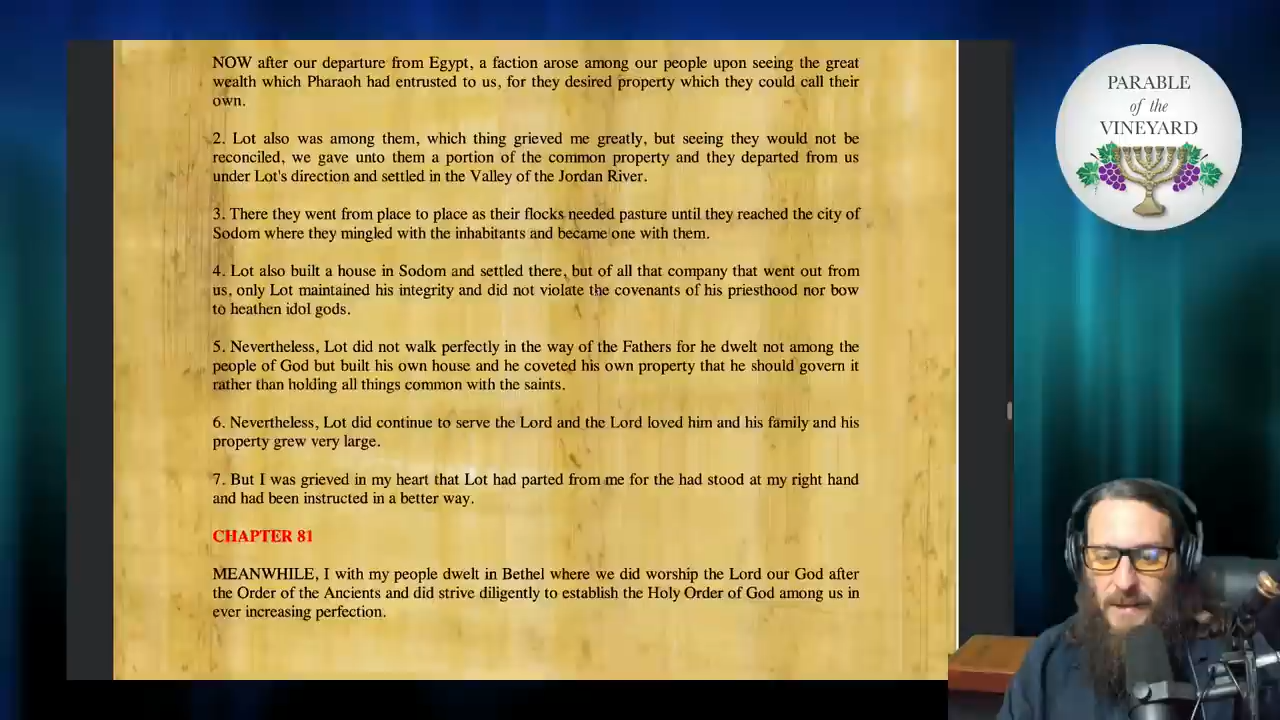 NOW after our departure from Egypt, a faction arose among our people upon seeing the great
wealth which Pharaoh had entrusted to us, for they desired property which they could call their
own.
2. Lot also was among them, which thing grieved me greatly, but seeing they would not be
reconciled, we gave unto them a portion of the common property and they departed from us
under Lot's direction and settled in the Valley of the Jordan River.
3. There they went from place to place as their flocks needed pasture until they reached the city of
Sodom where they mingled with the inhabitants and became one with them.
4. Lot also built a house in Sodom and settled there, but of all that company that went out from
us, only Lot maintained his integrity and did not violate the covenants of his priesthood nor bow
to heathen idol gods.
5. Nevertheless, Lot did not walk perfectly in the way of the Fathers for he dwelt not among the
people of God but built his own house and he coveted his own property that he should govern it
rather than holding all things common with the saints.
6. Nevertheless, Lot did continue to serve the Lord and the Lord loved him and his family and his
property grew very large.
7. But I was grieved in my heart that Lot had parted from me for the had stood at my right hand
and had been instructed in a better way.
CHAPTER 81
MEANWHILE, I with my people dwelt in Bethel where we did worship the Lord our God after
the Order of the Ancients and did strive diligently to establish the Holy Order of God among us in
ever increasing perfection.
PARABLE
of the
VINEYARD